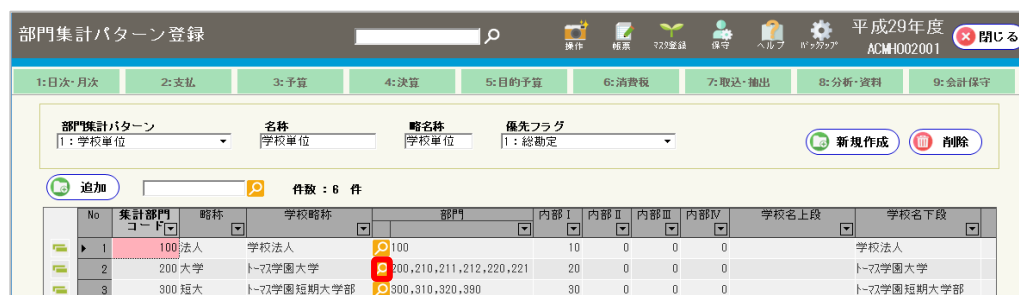 部門集計パターン登録
操作 帳票 マスタ登録 保守 ヘルプ バックアップ
平成29年度
ACMH002001
閉じる
1:日次・月次 2:支払 3:予算 4:決算 5:目的予算 6:消費税 7:取込・抽出 8:分析・資料 9:会計保守
部門集計パターン 名称 略名称 優先フラグ
1：学校単位 学校単位 学校単位 1：総勘定
新規作成 削除
追加 件数：6 件
No 集計部門コード 略称 学校略称 部門 内部Ⅰ 内部Ⅱ 内部Ⅲ 内部Ⅳ 学校名上段 学校名下段
1 100 法人 学校法人 100 10 0 0 0 学校法人
2 200 大学 トーマス学園大学 200,210,211,212,220,221 20 0 0 0 トーマス学園大学
3 300 短大 トーマス学園短期大学部 300,310,320,390 30 0 0 0 トーマス学園短期大学部